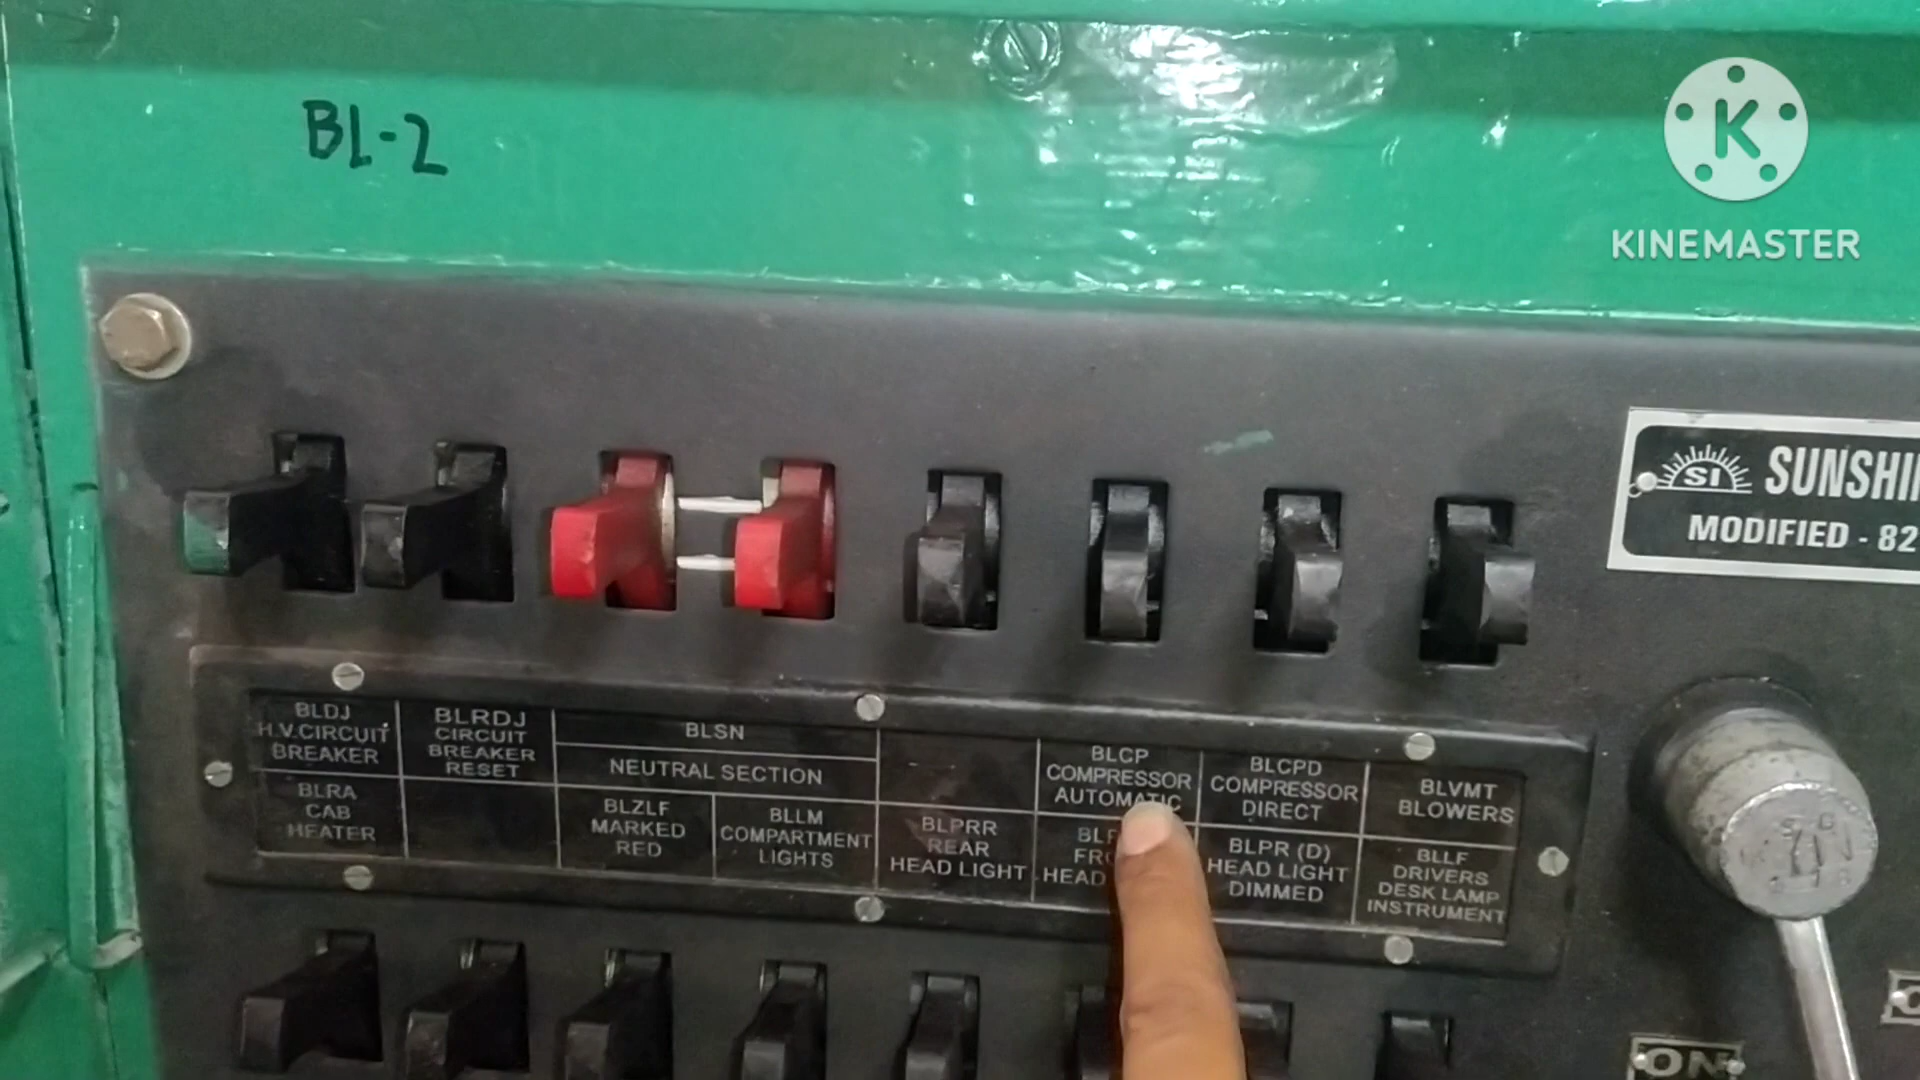 BL-2
K
KINEMASTER
SI
MODIFIED - 82
BLDJ
H.V.CIRCUIT
BREAKER
BLRDJ
CIRCUIT
BREAKER
RESET
BLSN
NEUTRAL SECTION
BLCP
COMPRESSOR
AUTOMATIC
BLCPD
COMPRESSOR
DIRECT
BLVMT
BLOWERS
BLRA
CAB
HEATER
BLZLF
MARKED
RED
BLLM
COMPARTMENT
LIGHTS
BLPRR
REAR
HEAD LIGHT
HEAD
BLPR (D)
HEAD LIGHT
DIMMED
BLLF
DRIVERS
DESK LAMP
INSTRUMENT
ON